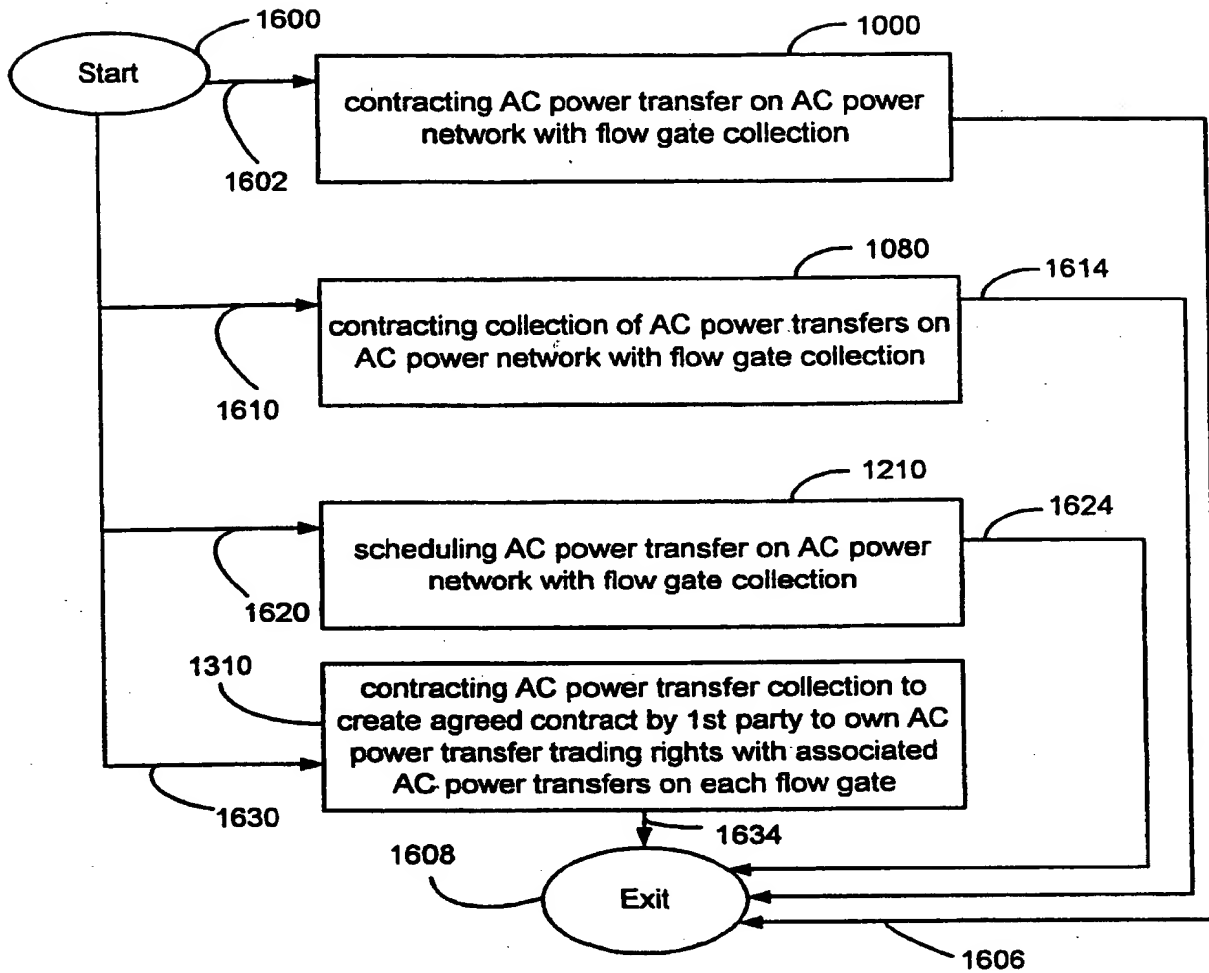 1600
Start
1000
contracting AC power transfer on AC power
network with flow gate collection
1602
1080
1614
contracting collection of AC power transfers on
AC power network with flow gate collection
1610
1210
1624
scheduling AC power transfer on AC power
network with flow gate collection
1620
1310
contracting AC power transfer collection to
create agreed contract by 1st party to own AC
power transfer trading rights with associated
AC power transfers on each flow gate
1630
1634
1608
Exit
1606